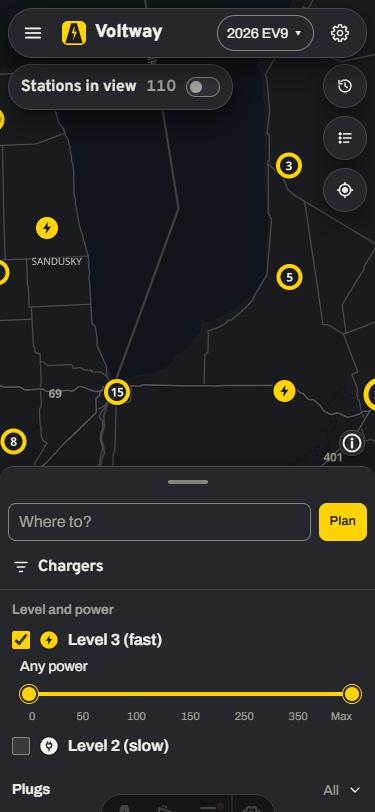 Voltway
2026 EV9
Stations in view 110
3
SANDUSKY
5
69
15
8
401
Where to?
Plan
Chargers
Level and power
Level 3 (fast)
Any power
0 50 100 150 250 350 Max
Level 2 (slow)
Plugs All